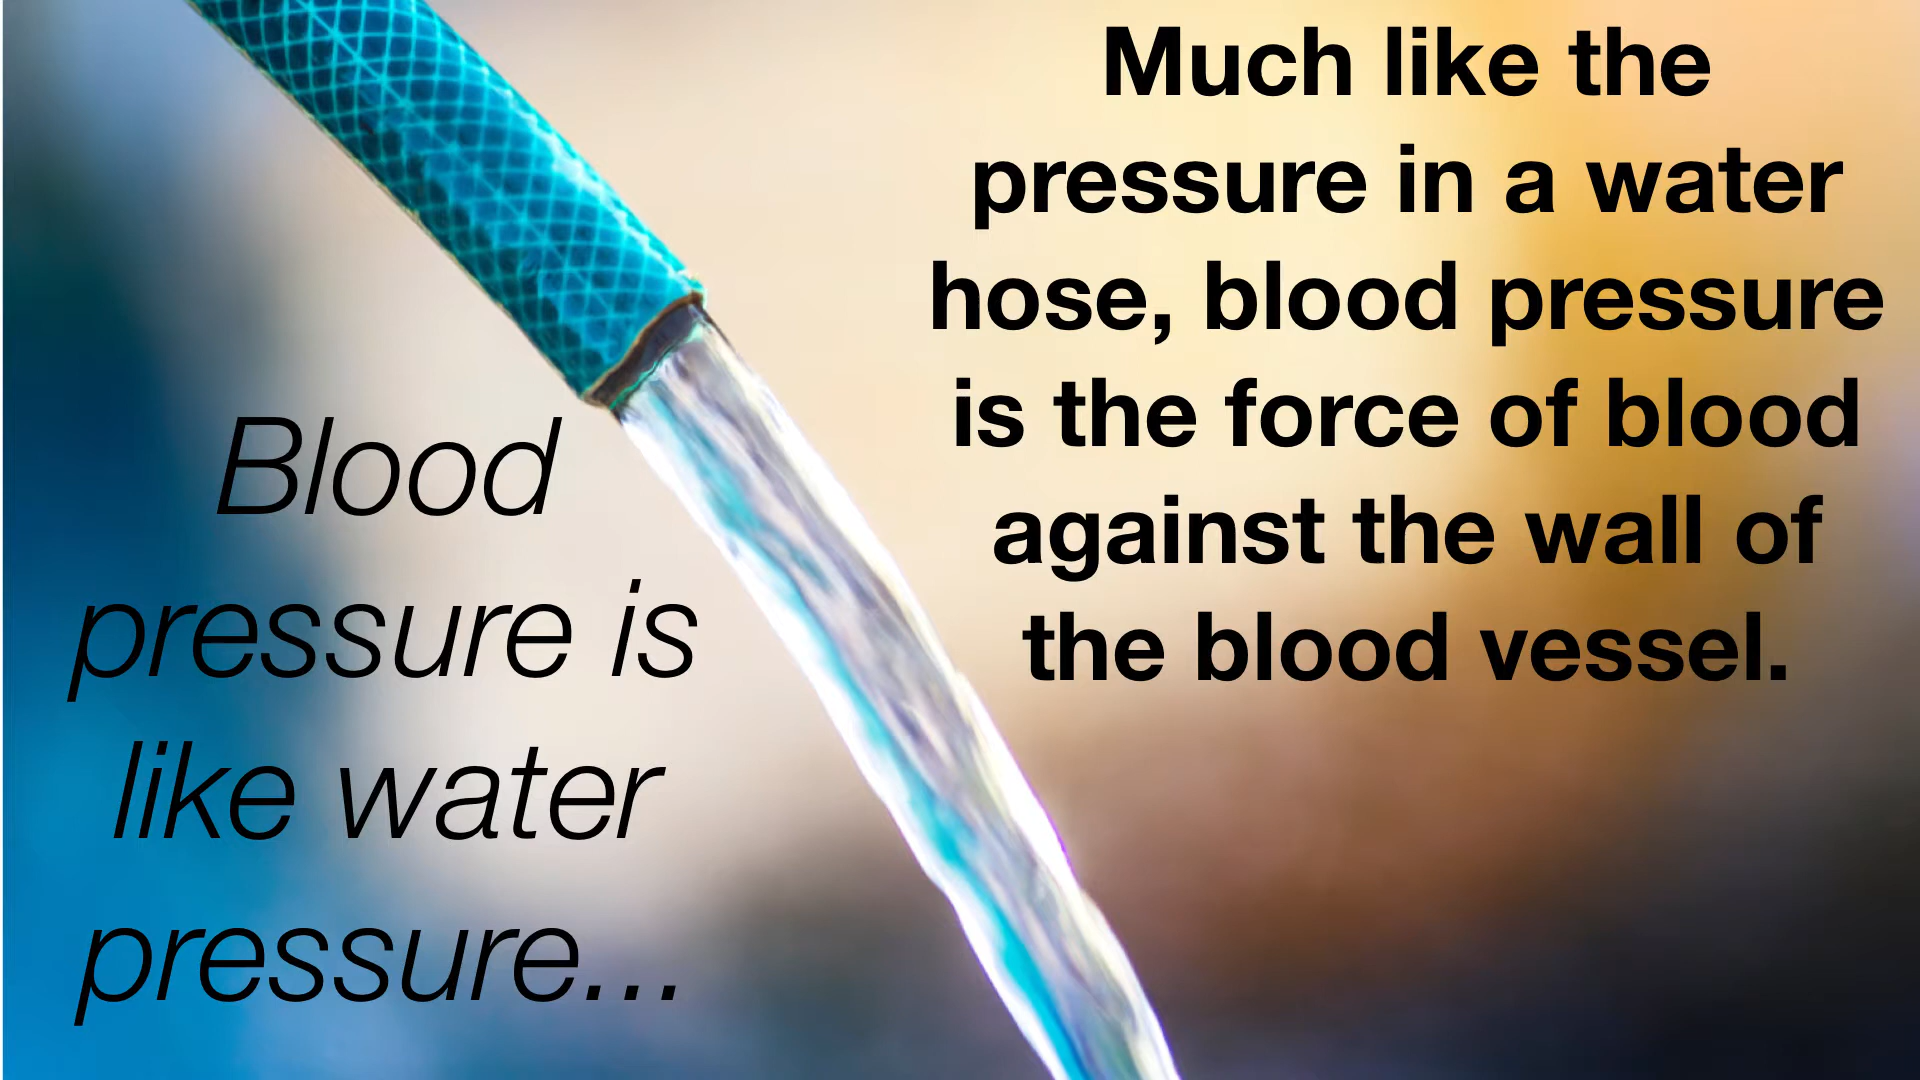 Blood
pressure is
like water
pressure...
Much like the
pressure in a water
hose, blood pressure
is the force of blood
against the wall of
the blood vessel.